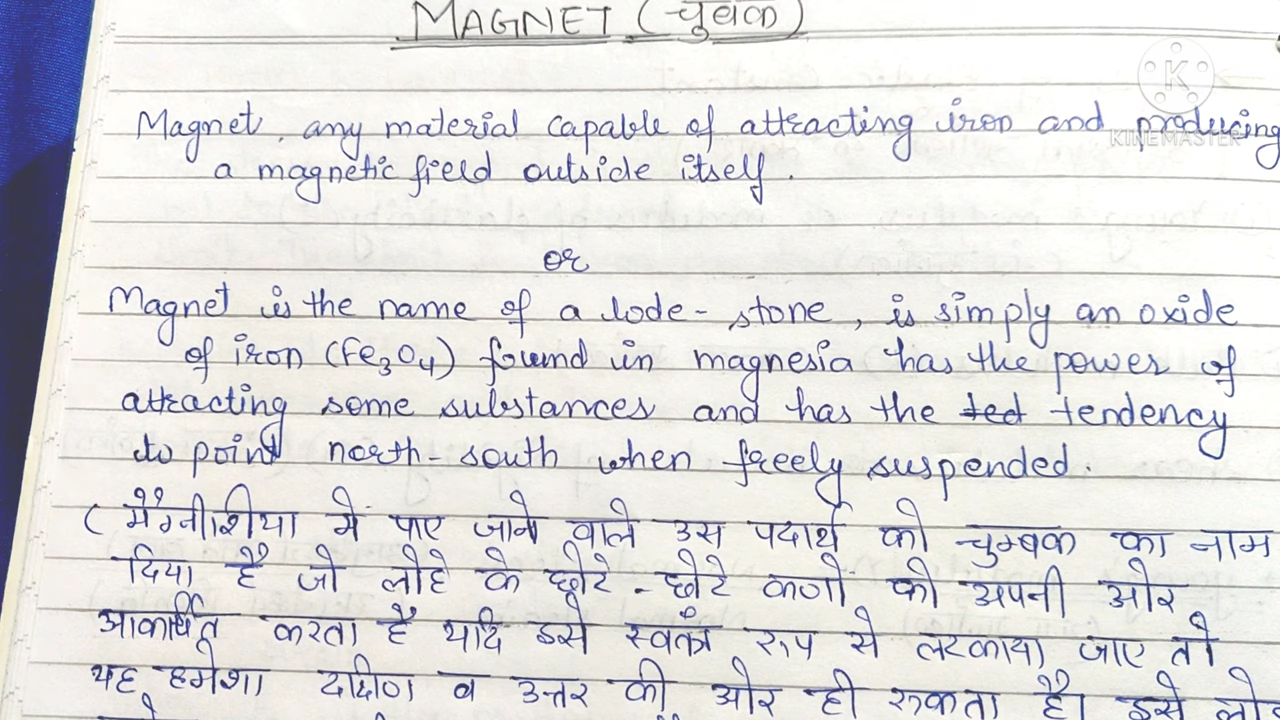 MAGNET (चुंबक)
Magnet, any material capable of attracting iron and producing
a magnetic field outside itself.
or
Magnet is the name of a lode-stone, is simply an oxide
of iron (Fe3O4) found in magnesia has the power of
attracting some substances and has the ted tendency
to point north-south when freely suspended.
( मैग्नीशिया में पाए जाने वाले उस पदार्थ को चुम्बक का नाम
दिया है जो लोहे के छोटे-छोटे कणो को अपनी ओर
आकर्षित करता है यदि इसे स्वतंत्र रूप से लटकाया जाए तो
यह हमेशा दक्षिण व उत्तर की ओर ही रुकता है। इसे
K
KINEMASTER